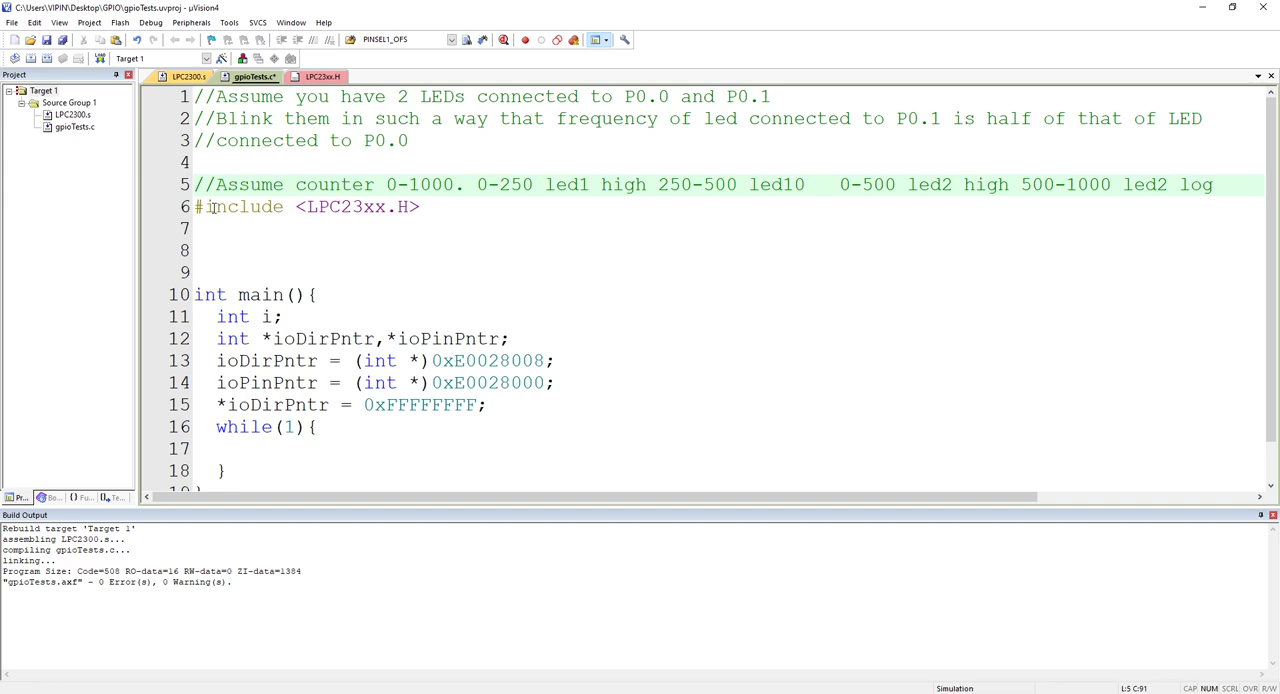 C:\Users\VIPIN\Desktop\GPIO\gpioTests.uvproj - µVision4
File Edit View Project Flash Debug Peripherals Tools SVCS Window Help
PINSEL1_OFS
Target 1
Project
LPC2300.s gpioTests.c* LPC23xx.H
Target 1
Source Group 1
LPC2300.s
gpioTests.c
1 //Assume you have 2 LEDs connected to P0.0 and P0.1
2 //Blink them in such a way that frequency of led connected to P0.1 is half of that of LED
3 //connected to P0.0
4
5 //Assume counter 0-1000. 0-250 led1 high 250-500 led10 0-500 led2 high 500-1000 led2 log
6 #include <LPC23xx.H>
7
8
9
10 int main(){
11 int i;
12 int *ioDirPntr,*ioPinPntr;
13 ioDirPntr = (int *)0xE0028008;
14 ioPinPntr = (int *)0xE0028000;
15 *ioDirPntr = 0xFFFFFFFF;
16 while(1){
17
18 }
19 }
Pr... Bo... {} Fu... Te...
Build Output
Rebuild target 'Target 1'
assembling LPC2300.s...
compiling gpioTests.c...
linking...
Program Size: Code=508 RO-data=16 RW-data=0 ZI-data=1384
"gpioTests.axf" - 0 Error(s), 0 Warning(s).
Simulation L:5 C:91 CAP NUM SCRL OVR R/W